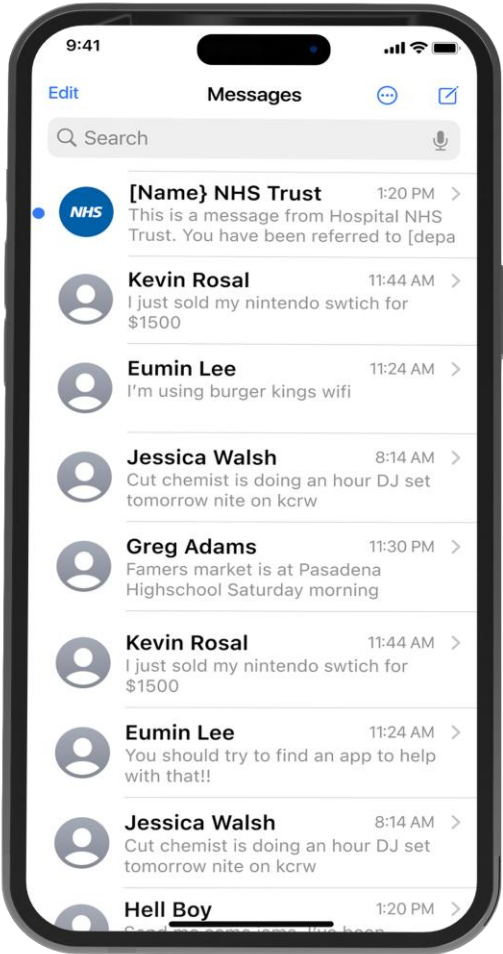 9:41
Edit
Messages
Search
[Name} NHS Trust
1:20 PM
NHS
This is a message from Hospital NHS
Trust. You have been referred to [depa
Kevin Rosal
11:44 AM
I just sold my nintendo swtich for
$1500
Eumin Lee
11:24 AM
I'm using burger kings wifi
Jessica Walsh
8:14 AM
Cut chemist is doing an hour DJ set
tomorrow nite on kcrw
Greg Adams
11:30 PM
Famers market is at Pasadena
Highschool Saturday morning
Kevin Rosal
11:44 AM
I just sold my nintendo swtich for
$1500
Eumin Lee
11:24 AM
You should try to find an app to help
with that!!
Jessica Walsh
8:14 AM
Cut chemist is doing an hour DJ set
tomorrow nite on kcrw
Hell Boy
1:20 PM